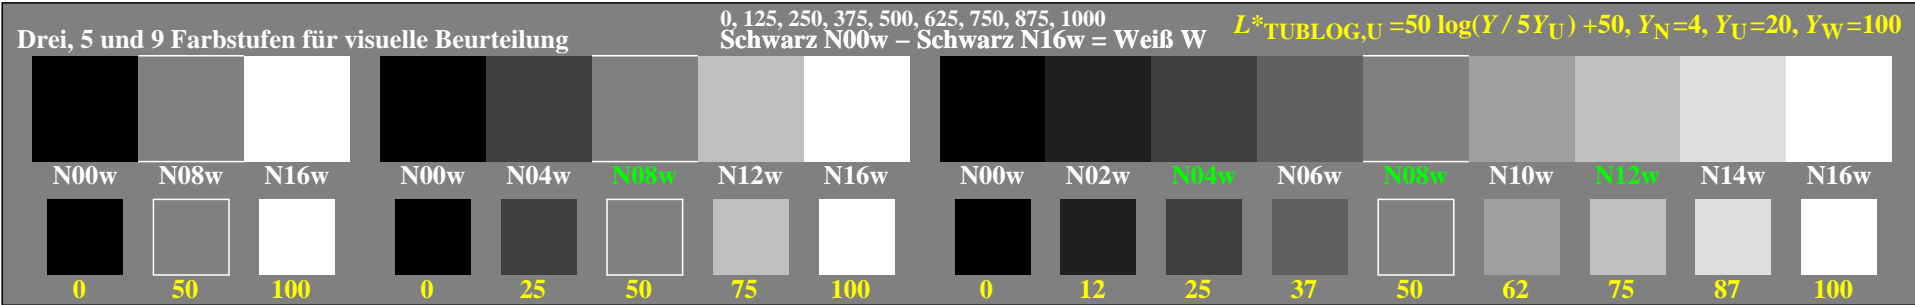 Drei, 5 und 9 Farbstufen für visuelle Beurteilung
0, 125, 250, 375, 500, 625, 750, 875, 1000
Schwarz N00w – Schwarz N16w = Weiß W
L*TUBLOG,U =50 log(Y / 5YU) +50, YN=4, YU=20, YW=100
N00w N08w N16w N00w N04w N08w N12w N16w N00w N02w N04w N06w N08w N10w N12w N14w N16w
0 50 100 0 25 50 75 100 0 12 25 37 50 62 75 87 100